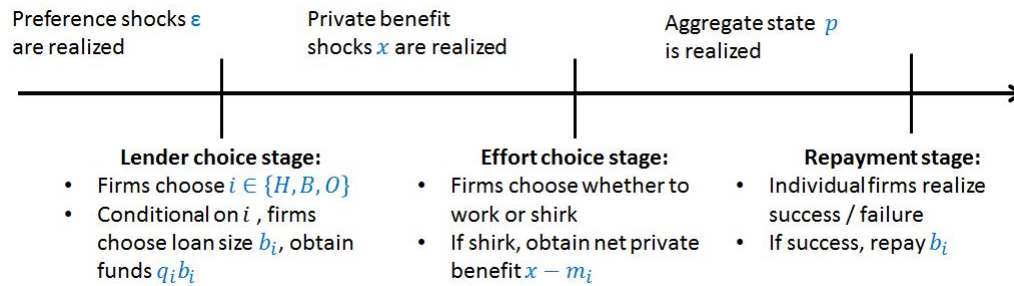 Preference shocks ε
are realized
Private benefit
shocks x are realized
Aggregate state p
is realized
Lender choice stage:
• Firms choose i ∈ {H, B, O}
• Conditional on i , firms
choose loan size b_i, obtain
funds q_i b_i
Effort choice stage:
• Firms choose whether to
work or shirk
• If shirk, obtain net private
benefit x − m_i
Repayment stage:
• Individual firms realize
success / failure
• If success, repay b_i